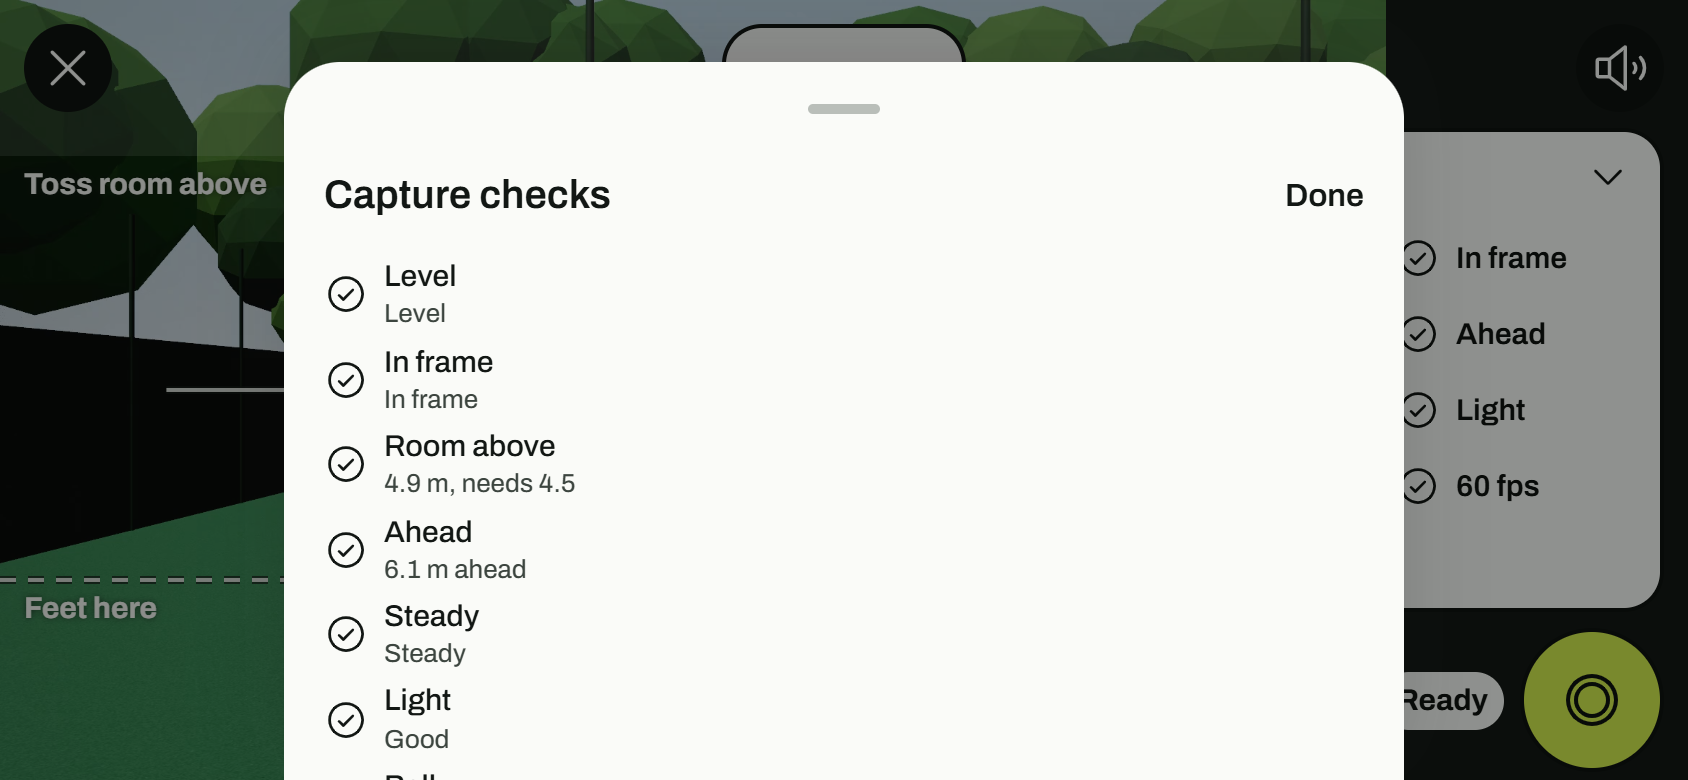 Toss room above
Capture checks
Done
Level
Level
In frame
In frame
Room above
4.9 m, needs 4.5
Ahead
6.1 m ahead
Steady
Steady
Light
Good
In frame
Ahead
Light
60 fps
Feet here
Ready